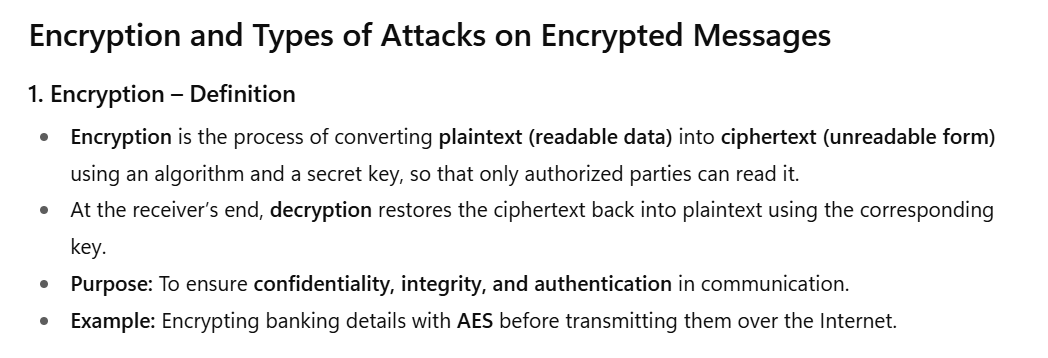 Encryption and Types of Attacks on Encrypted Messages
1. Encryption – Definition
• Encryption is the process of converting plaintext (readable data) into ciphertext (unreadable form)
using an algorithm and a secret key, so that only authorized parties can read it.
• At the receiver’s end, decryption restores the ciphertext back into plaintext using the corresponding
key.
• Purpose: To ensure confidentiality, integrity, and authentication in communication.
• Example: Encrypting banking details with AES before transmitting them over the Internet.